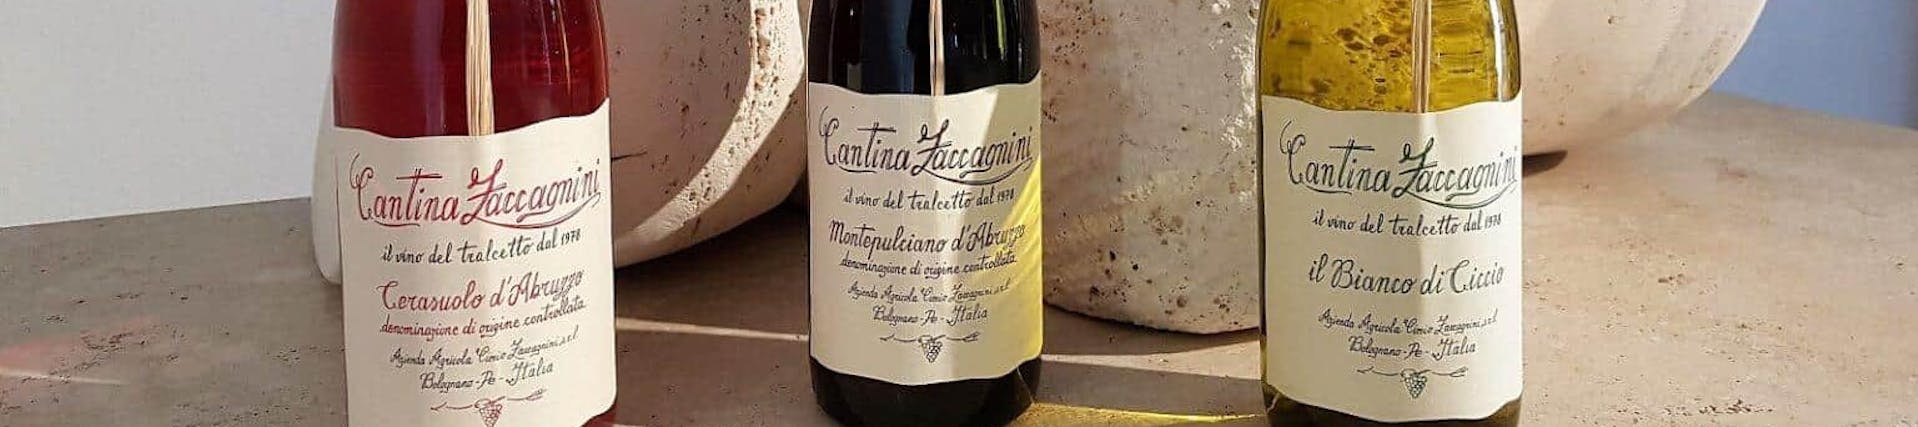 Cantina Zaccagnini
il vino del tralcetto dal 1978
Cerasuolo d'Abruzzo
denominazione di origine controllata
Azienda Agricola Ciccio Zaccagnini s.r.l.
Bolognano - Pe - Italia
Cantina Zaccagnini
il vino del tralcetto dal 1978
Montepulciano d'Abruzzo
denominazione di origine controllata
Azienda Agricola Ciccio Zaccagnini s.r.l.
Bolognano - Pe - Italia
Cantina Zaccagnini
il vino del tralcetto dal 1978
il Bianco di Ciccio
Azienda Agricola Ciccio Zaccagnini s.r.l.
Bolognano - Pe - Italia